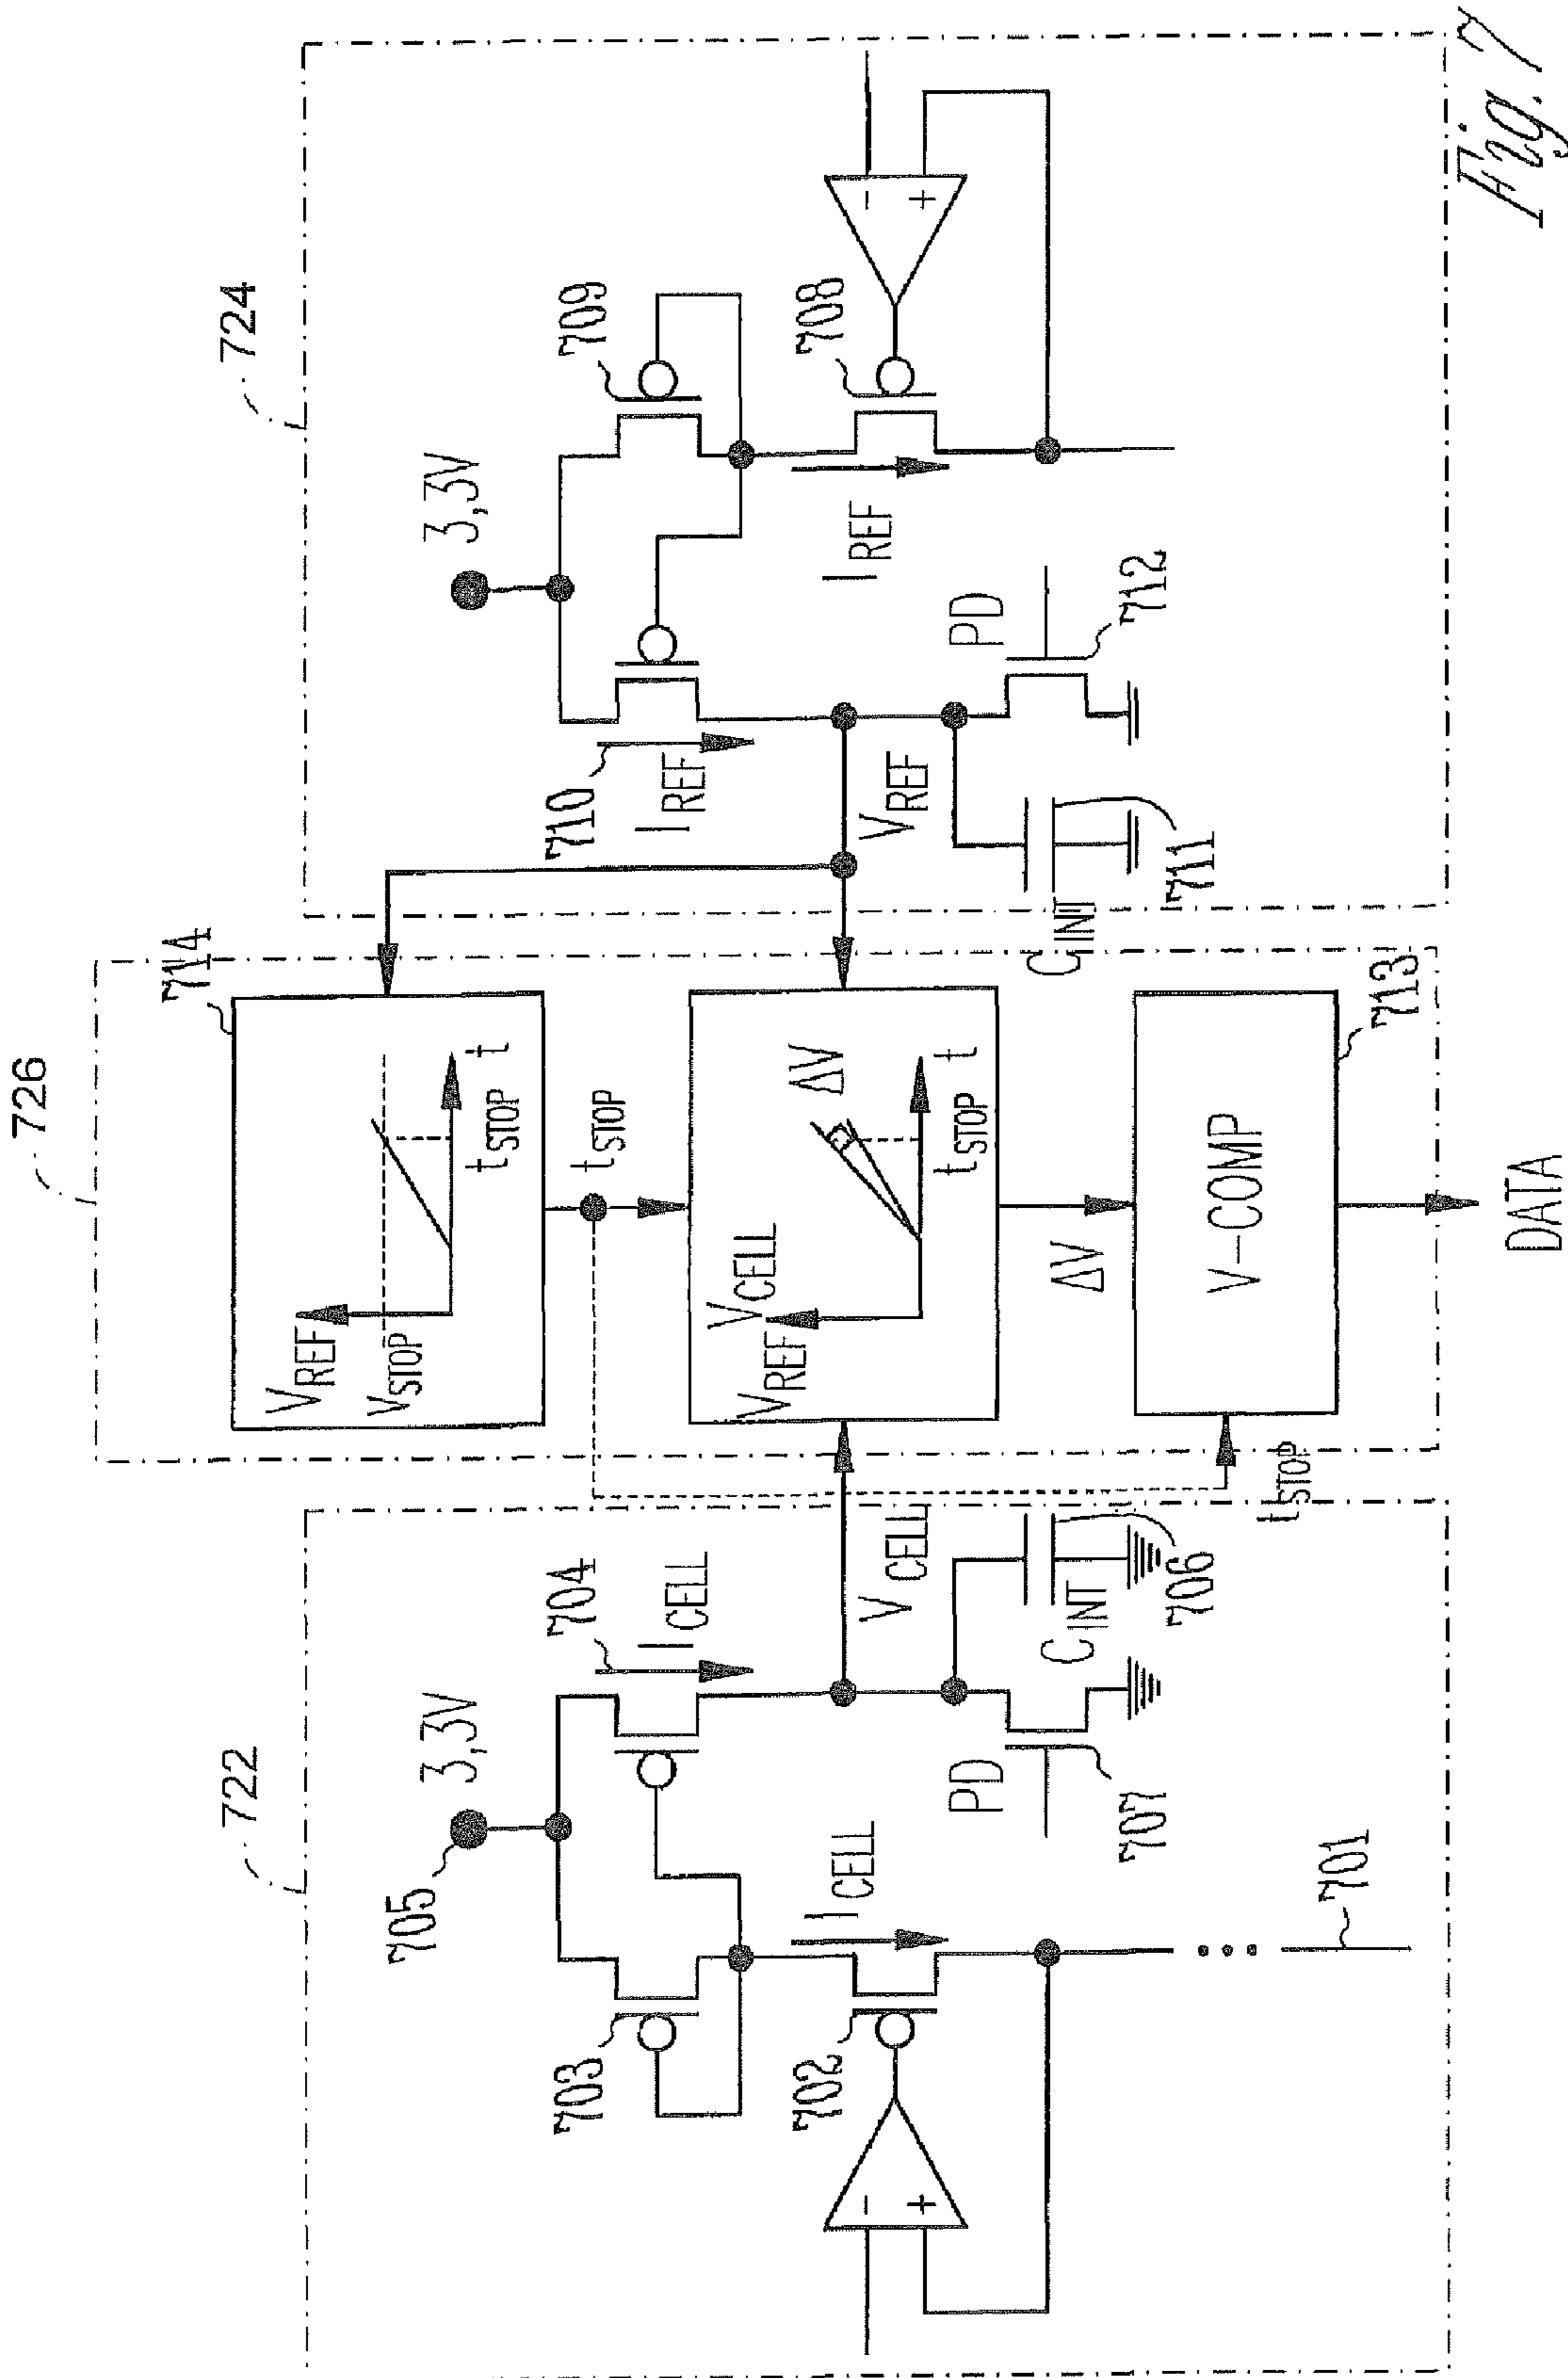 722
705
3,3V
703
704
I CELL
702
I CELL
V CELL
-
+
PD
C INT
707
706
701
726
714
V REF
V STOP
t STOP
t
t STOP
V REF
V CELL
ΔV
t STOP
t
ΔV
t STOP
V-COMP
713
DATA
724
3,3V
710
I REF
709
708
I REF
V REF
-
+
PD
C INT
711
712
Fig. 7